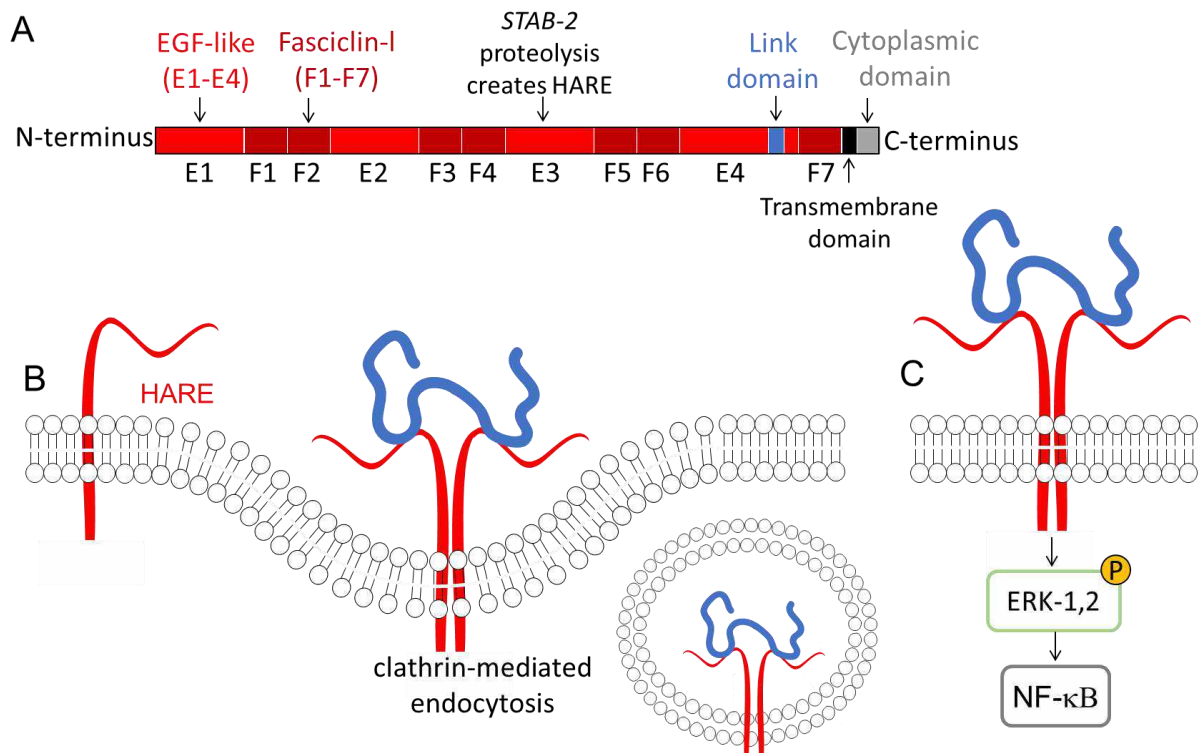 A
EGF-like
(E1-E4)
Fasciclin-I
(F1-F7)
STAB-2
proteolysis
creates HARE
Link
domain
Cytoplasmic
domain
N-terminus
C-terminus
E1 F1 F2 E2 F3 F4 E3 F5 F6 E4 F7
Transmembrane
domain
B
HARE
clathrin-mediated
endocytosis
C
P
ERK-1,2
NF-κB